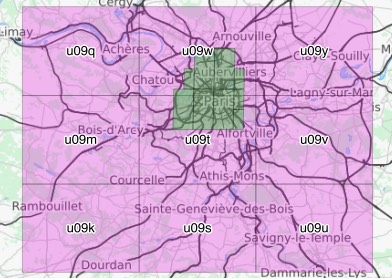 Cergy
Limay
Arnouville
u09q
Achères
u09w
u09y
Claye-Souilly
Chatou
Aubervilliers
Lagny-sur-Mar
Paris
Bois-d'Arcy
Alfortville
u09m
u09t
u09v
Athis-Mons
Courcelle
Rambouillet
Sainte-Geneviève-des-Bois
u09k
u09s
u09u
Savigny-le-Temple
Dourdan
Dammarie-les-Lys